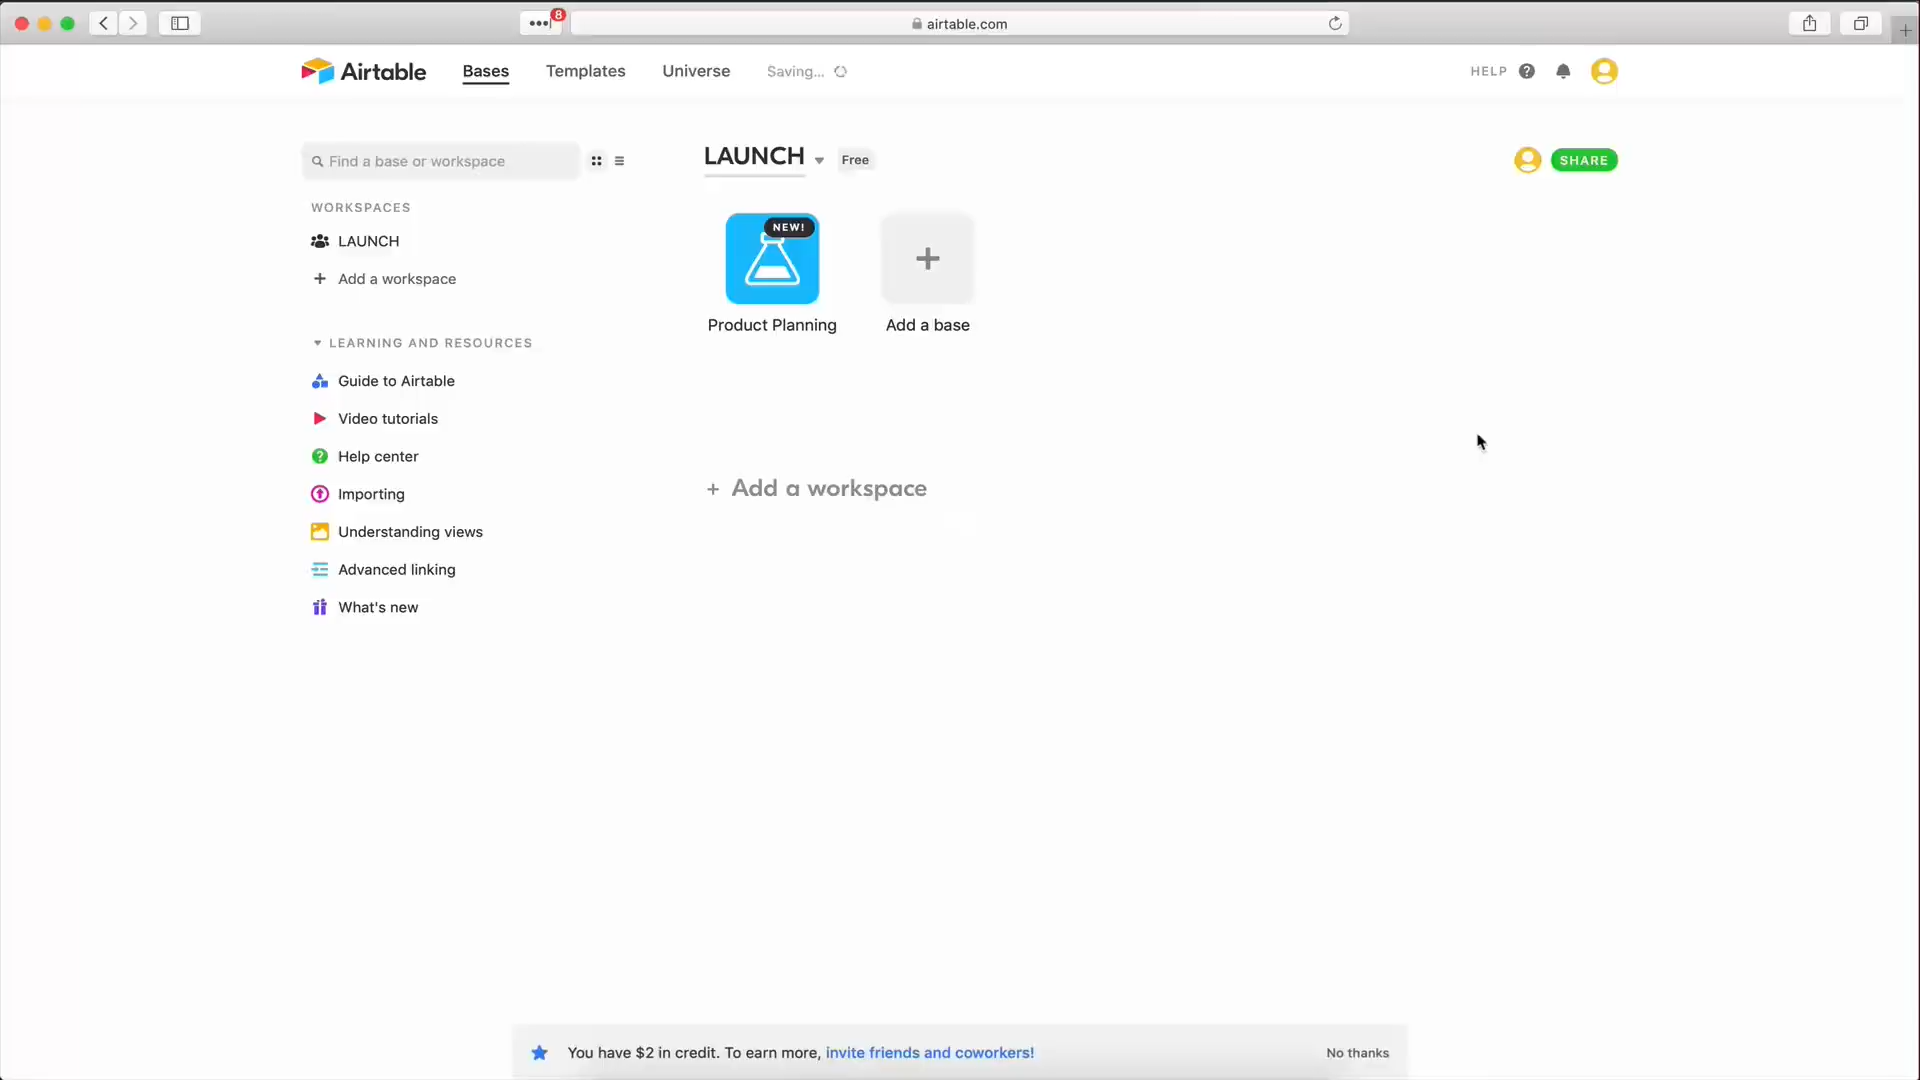 8
airtable.com
Airtable
Bases
Templates
Universe
Saving...
HELP
Find a base or workspace
LAUNCH
Free
SHARE
WORKSPACES
LAUNCH
+ Add a workspace
NEW!
Product Planning
Add a base
LEARNING AND RESOURCES
Guide to Airtable
Video tutorials
Help center
Importing
Understanding views
Advanced linking
What's new
+ Add a workspace
You have $2 in credit. To earn more, invite friends and coworkers!
No thanks